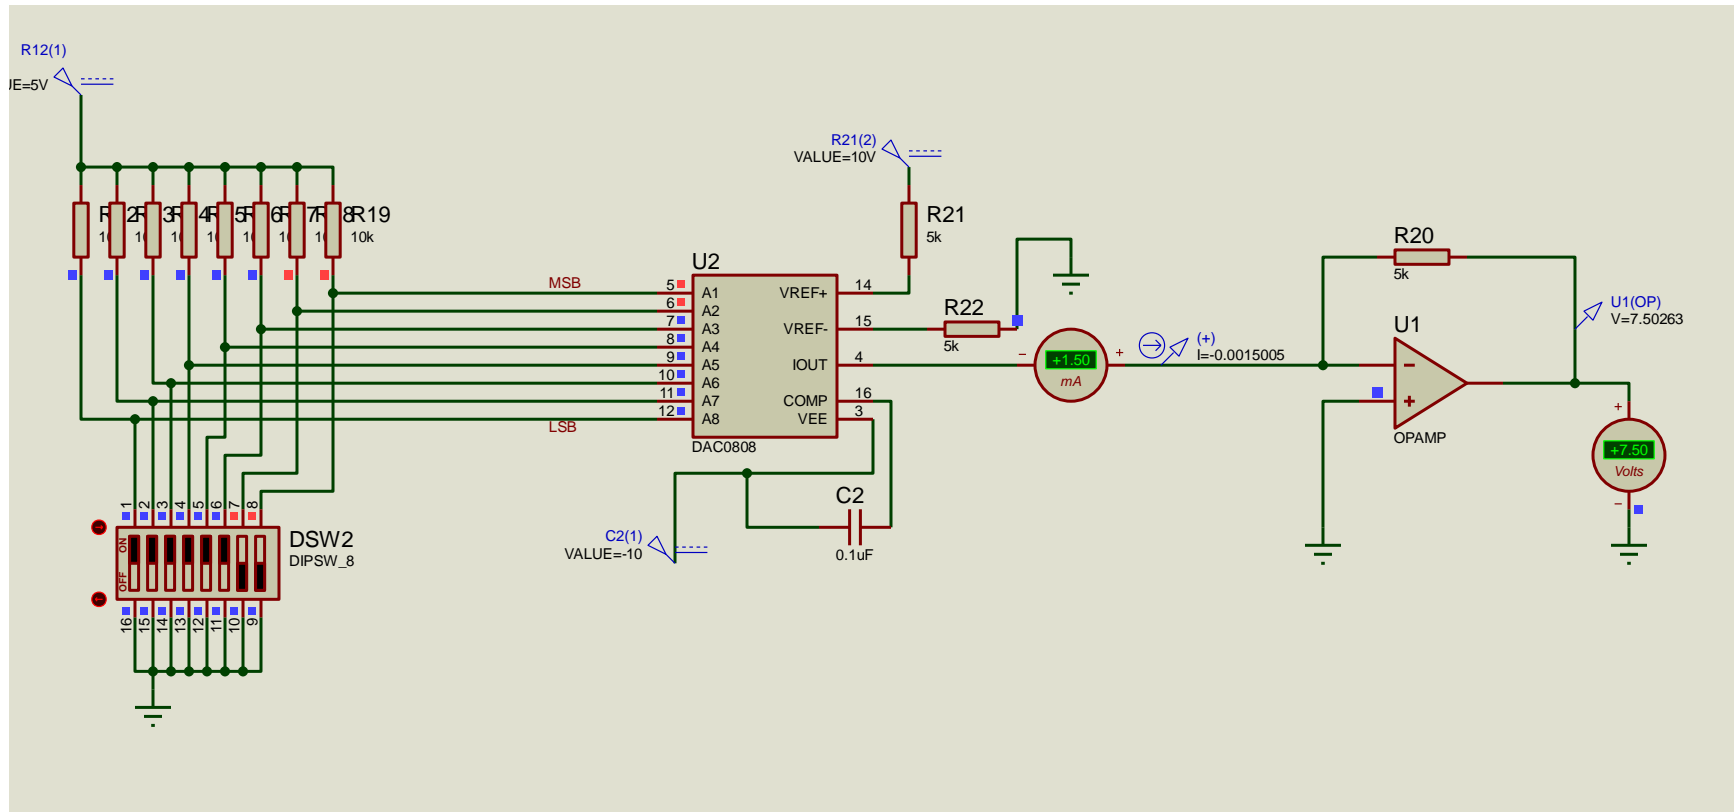 R12(1)
UE=5V
R21(2)
VALUE=10V
R19
10k
R21
5k
U2
MSB
LSB
5
6
7
8
9
10
11
12
A1
A2
A3
A4
A5
A6
A7
A8
VREF+
VREF-
IOUT
COMP
VEE
14
15
4
16
3
DAC0808
R22
5k
− +
+1.50
mA
(+)
I=-0.0015005
R20
5k
U1
− +
OPAMP
U1(OP)
V=7.50263
+
+7.50
Volts
−
C2
0.1uF
C2(1)
VALUE=-10
1 2 3 4 5 6 7 8
ON
OFF
DSW2
DIPSW_8
16 15 14 13 12 11 10 9